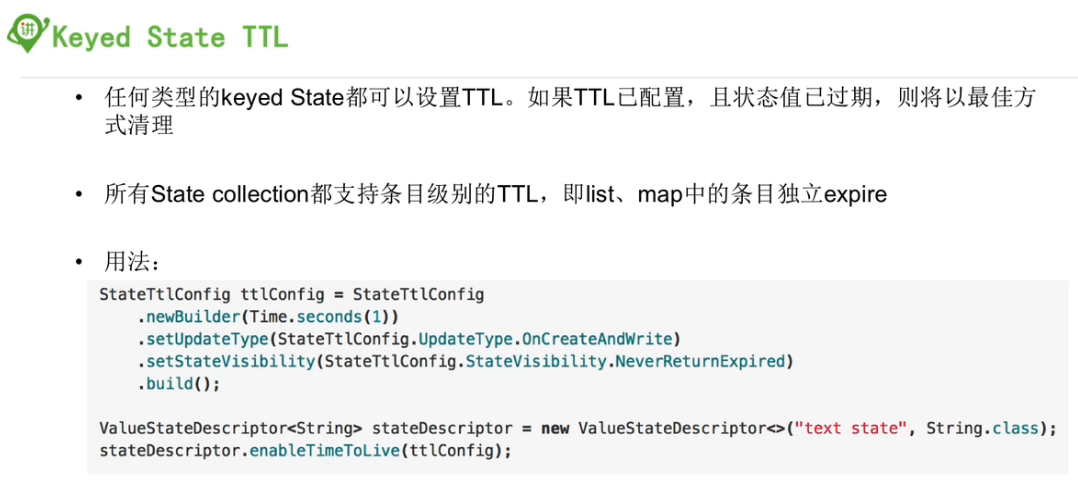 讲
Keyed State TTL
• 任何类型的keyed State都可以设置TTL。如果TTL已配置，且状态值已过期，则将以最佳方
式清理
• 所有State collection都支持条目级别的TTL，即list、map中的条目独立expire
• 用法：
StateTtlConfig ttlConfig = StateTtlConfig
    .newBuilder(Time.seconds(1))
    .setUpdateType(StateTtlConfig.UpdateType.OnCreateAndWrite)
    .setStateVisibility(StateTtlConfig.StateVisibility.NeverReturnExpired)
    .build();
ValueStateDescriptor<String> stateDescriptor = new ValueStateDescriptor<>("text state", String.class);
stateDescriptor.enableTimeToLive(ttlConfig);